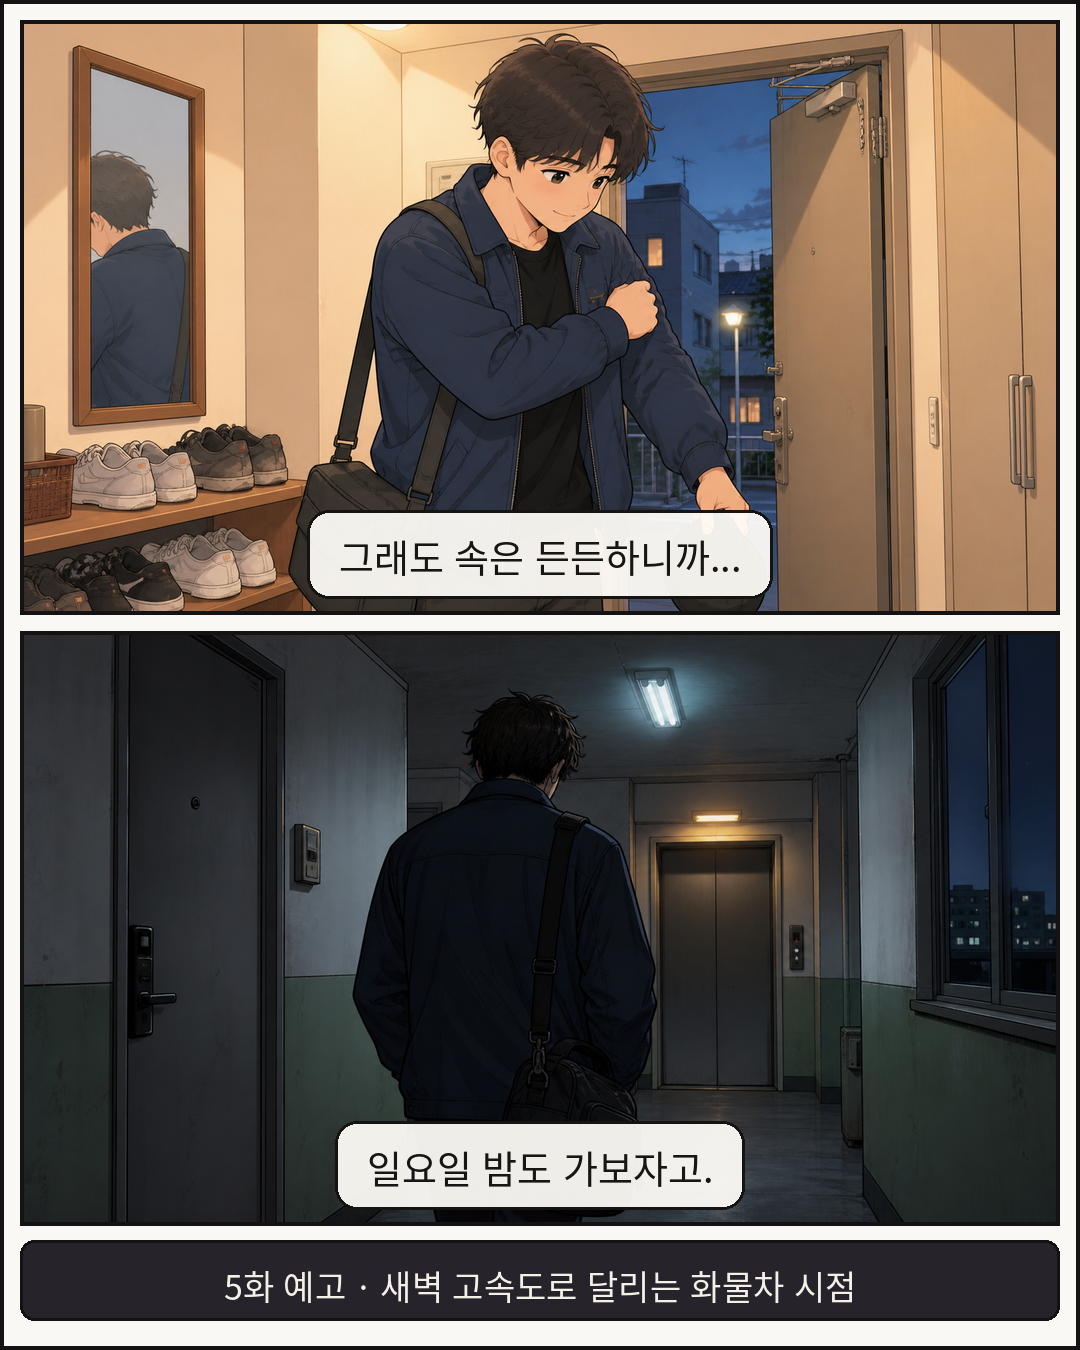 그래도 속은 든든하니까...
일요일 밤도 가보자고.
5화 예고 · 새벽 고속도로 달리는 화물차 시점